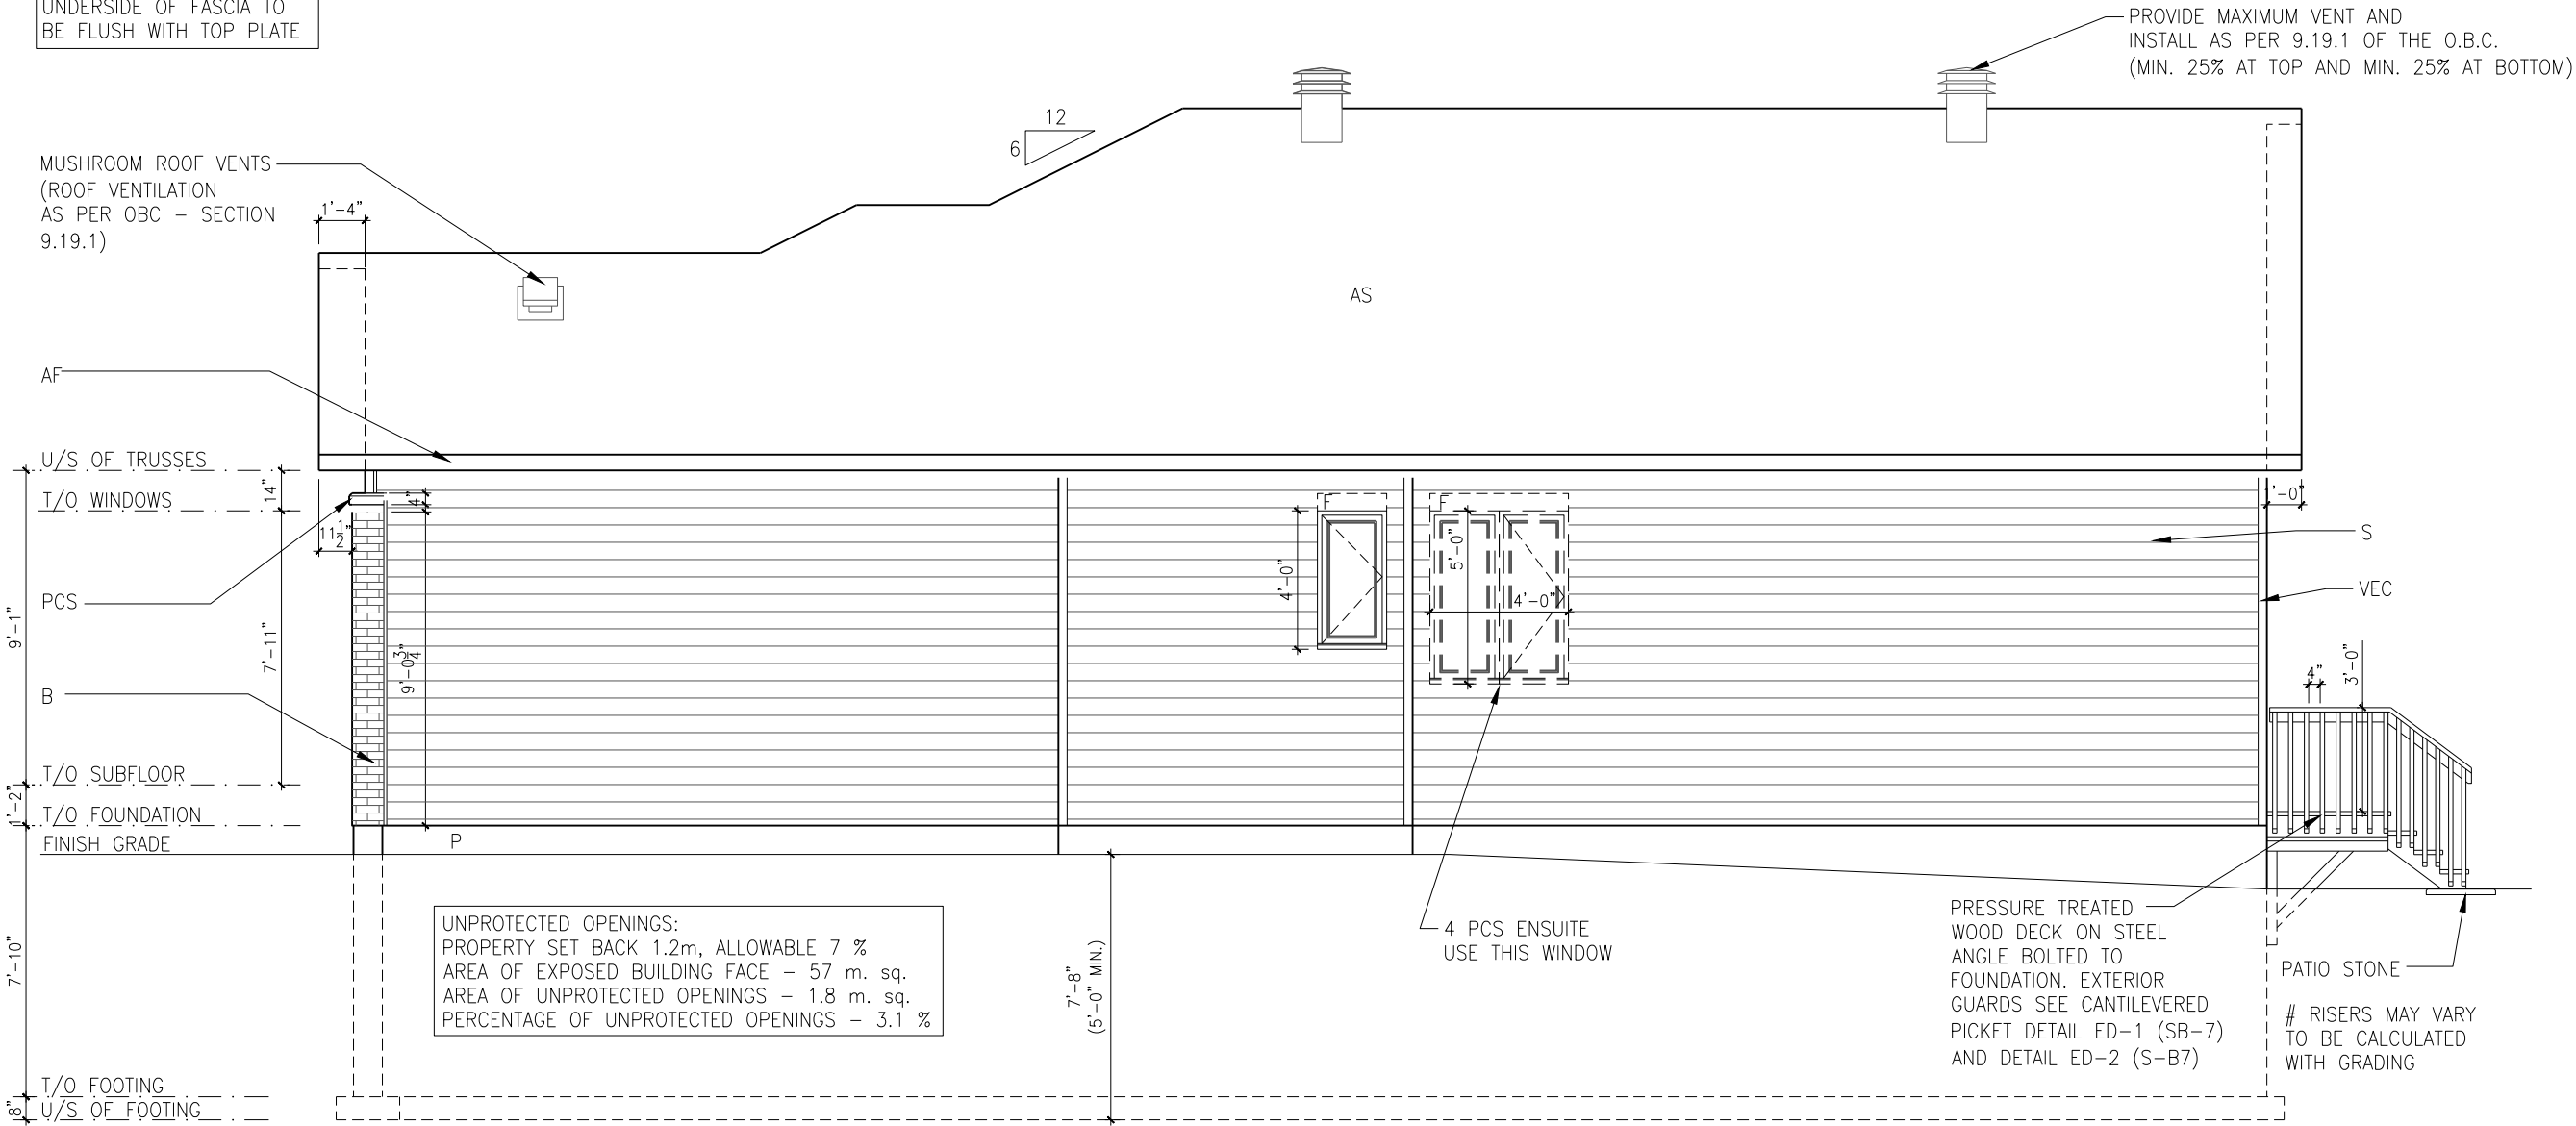 UNDERSIDE OF FASCIA TO
BE FLUSH WITH TOP PLATE
PROVIDE MAXIMUM VENT AND
INSTALL AS PER 9.19.1 OF THE O.B.C.
(MIN. 25% AT TOP AND MIN. 25% AT BOTTOM)
12
6
MUSHROOM ROOF VENTS
(ROOF VENTILATION
AS PER OBC - SECTION
9.19.1)
1'-4"
AS
AF
U/S OF TRUSSES
T/O WINDOWS
14"
4"
11 1/2"
F
F
'-0"
S
PCS
VEC
9'-1"
7'-11"
9'-0 3/4
4'-0"
5'-0"
4'-0"
B
4"
3'-0"
T/O SUBFLOOR
1'-2"
T/O FOUNDATION
FINISH GRADE
P
UNPROTECTED OPENINGS:
PROPERTY SET BACK 1.2m, ALLOWABLE 7 %
AREA OF EXPOSED BUILDING FACE - 57 m. sq.
AREA OF UNPROTECTED OPENINGS - 1.8 m. sq.
PERCENTAGE OF UNPROTECTED OPENINGS - 3.1 %
7'-10"
7'-8"
(5'-0" MIN.)
4 PCS ENSUITE
USE THIS WINDOW
PRESSURE TREATED
WOOD DECK ON STEEL
ANGLE BOLTED TO
FOUNDATION. EXTERIOR
GUARDS SEE CANTILEVERED
PICKET DETAIL ED-1 (SB-7)
AND DETAIL ED-2 (S-B7)
PATIO STONE
# RISERS MAY VARY
TO BE CALCULATED
WITH GRADING
T/O FOOTING
8"
U/S OF FOOTING